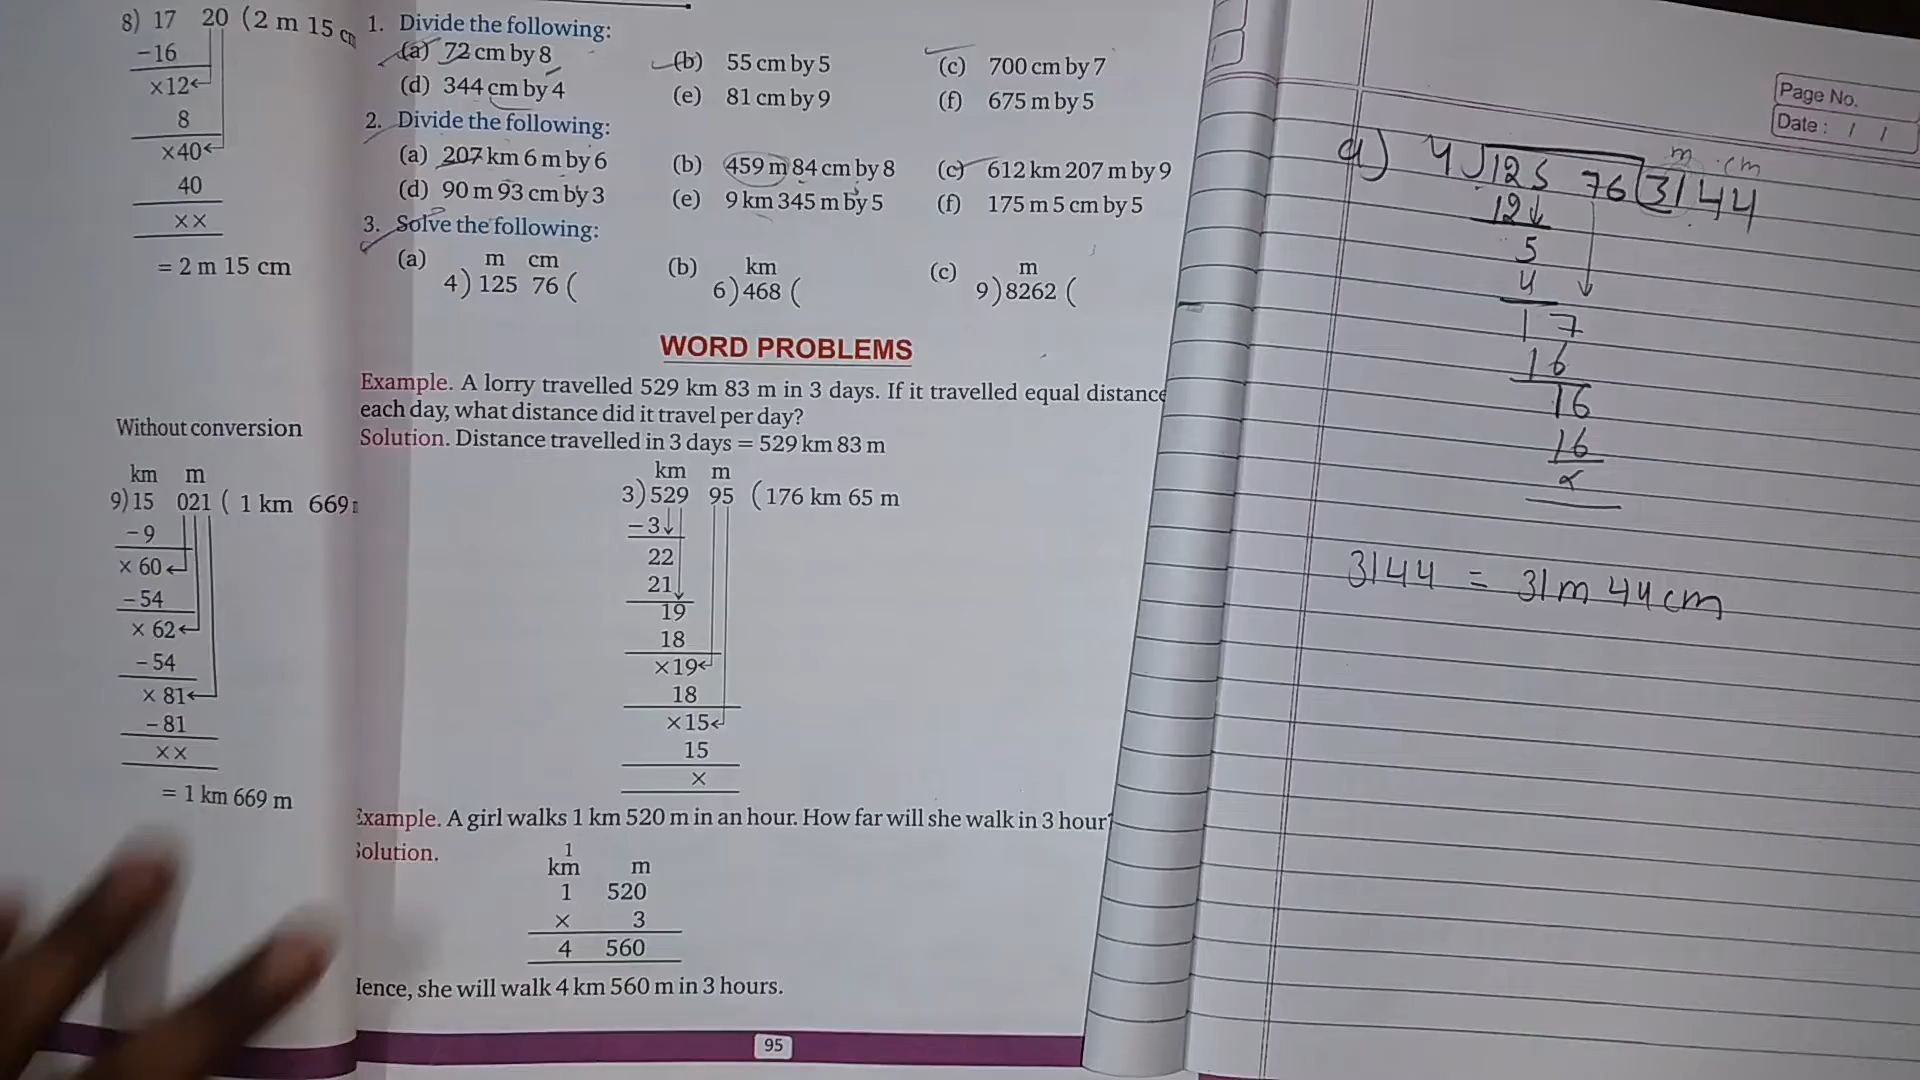 8) 17 20 (2 m 15 cm
−16
×12
8
×40
40
××
= 2 m 15 cm
Without conversion
km m
9)15 021 ( 1 km 669
−9
× 60
−54
× 62
−54
× 81
−81
××
= 1 km 669 m
1. Divide the following:
(a) 72 cm by 8 (b) 55 cm by 5 (c) 700 cm by 7
(d) 344 cm by 4 (e) 81 cm by 9 (f) 675 m by 5
2. Divide the following:
(a) 207 km 6 m by 6 (b) 459 m 84 cm by 8 (c) 612 km 207 m by 9
(d) 90 m 93 cm by 3 (e) 9 km 345 m by 5 (f) 175 m 5 cm by 5
3. Solve the following:
(a) m cm (b) km (c) m
4) 125 76 ( 6) 468 ( 9) 8262 (
WORD PROBLEMS
Example. A lorry travelled 529 km 83 m in 3 days. If it travelled equal distance
each day, what distance did it travel per day?
Solution. Distance travelled in 3 days = 529 km 83 m
km m
3) 529 95 (176 km 65 m
−3
22
21
19
18
×19
18
×15
15
×
Example. A girl walks 1 km 520 m in an hour. How far will she walk in 3 hour
Solution.
1
km m
1 520
× 3
4 560
Hence, she will walk 4 km 560 m in 3 hours.
95
Page No.
Date : / /
m cm
a) 4) 125 76 (31 44
12
5
4
17
16
16
16
×
3144 = 31 m 44 cm